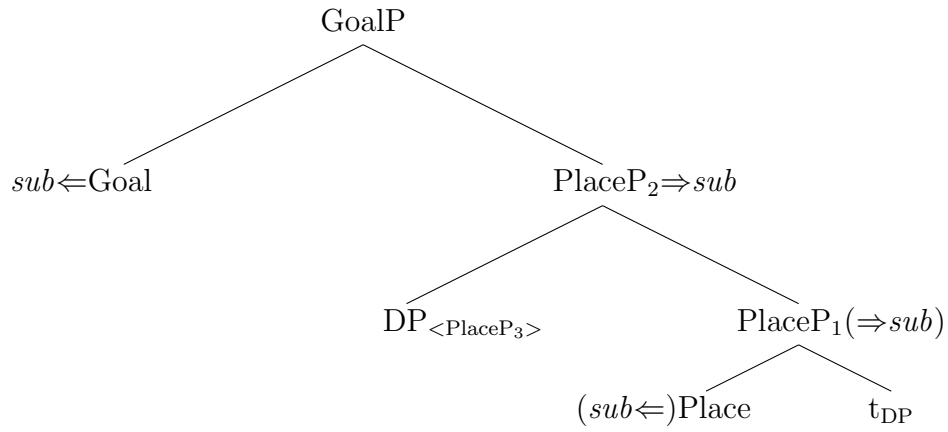 GoalP
sub⇐Goal PlaceP₂⇒sub
DP<PlaceP₃> PlaceP₁(⇒sub)
(sub⇐)Place t_DP